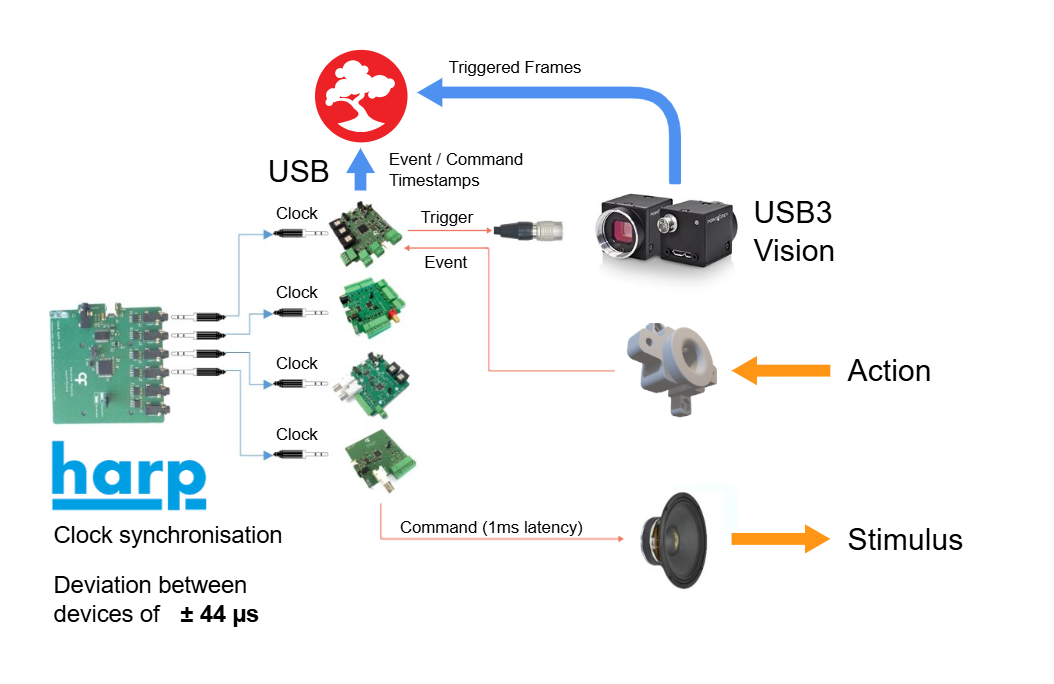 Triggered Frames
USB
Event / Command
Timestamps
Clock
Trigger
Event
USB3
Vision
Clock
Clock
Action
Clock
harp
Command (1ms latency)
Stimulus
Clock synchronisation
Deviation between
devices of ± 44 µs